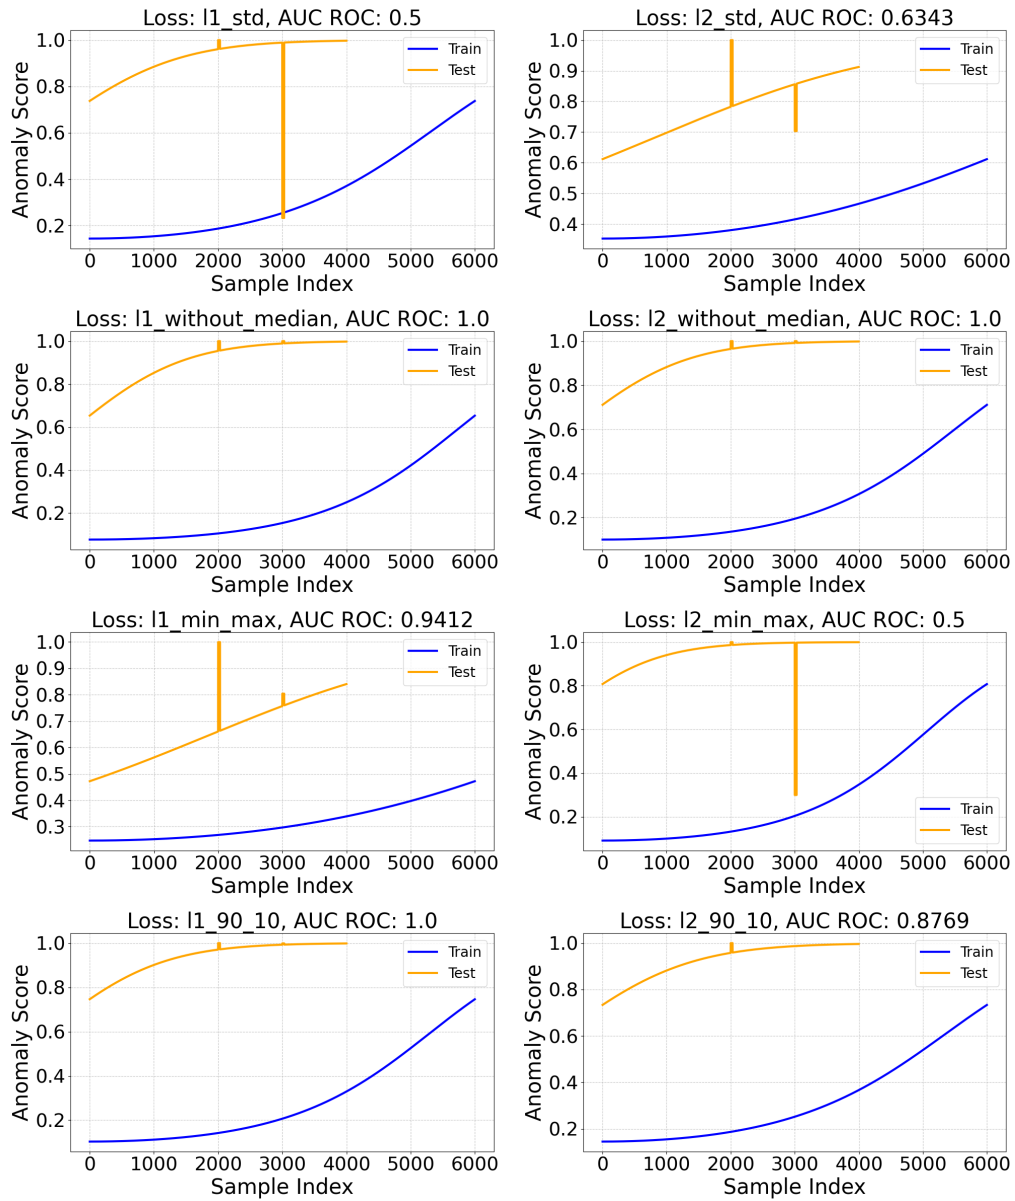 Loss: l1_std, AUC ROC: 0.5
Anomaly Score
1.0
0.8
0.6
0.4
0.2
Train
Test
0 1000 2000 3000 4000 5000 6000
Sample Index
Loss: l2_std, AUC ROC: 0.6343
Anomaly Score
1.0
0.9
0.8
0.7
0.6
0.5
0.4
Train
Test
0 1000 2000 3000 4000 5000 6000
Sample Index
Loss: l1_without_median, AUC ROC: 1.0
Anomaly Score
1.0
0.8
0.6
0.4
0.2
Train
Test
0 1000 2000 3000 4000 5000 6000
Sample Index
Loss: l2_without_median, AUC ROC: 1.0
Anomaly Score
1.0
0.8
0.6
0.4
0.2
Train
Test
0 1000 2000 3000 4000 5000 6000
Sample Index
Loss: l1_min_max, AUC ROC: 0.9412
Anomaly Score
1.0
0.9
0.8
0.7
0.6
0.5
0.4
0.3
Train
Test
0 1000 2000 3000 4000 5000 6000
Sample Index
Loss: l2_min_max, AUC ROC: 0.5
Anomaly Score
1.0
0.8
0.6
0.4
0.2
Train
Test
0 1000 2000 3000 4000 5000 6000
Sample Index
Loss: l1_90_10, AUC ROC: 1.0
Anomaly Score
1.0
0.8
0.6
0.4
0.2
Train
Test
0 1000 2000 3000 4000 5000 6000
Sample Index
Loss: l2_90_10, AUC ROC: 0.8769
Anomaly Score
1.0
0.8
0.6
0.4
0.2
Train
Test
0 1000 2000 3000 4000 5000 6000
Sample Index